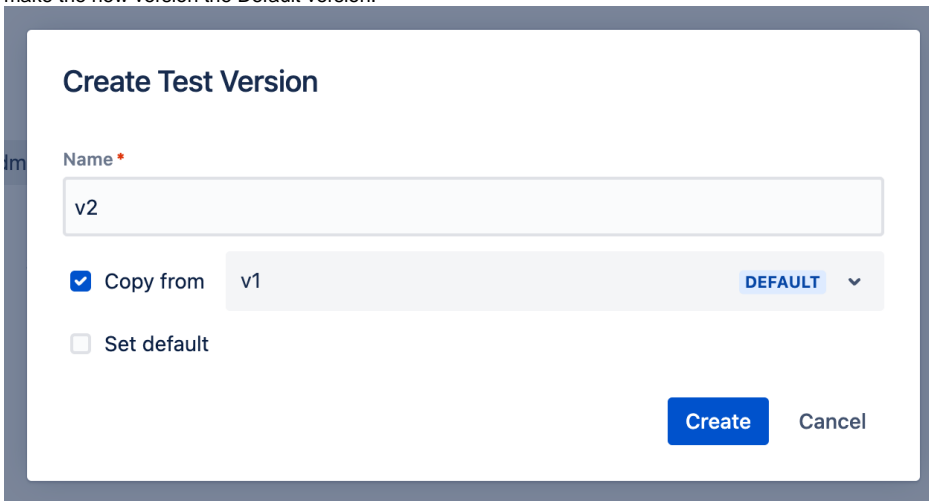 make the new Version the Default Version.
Create Test Version
dm
Name *
v2
Copy from v1 DEFAULT
Set default
Create Cancel